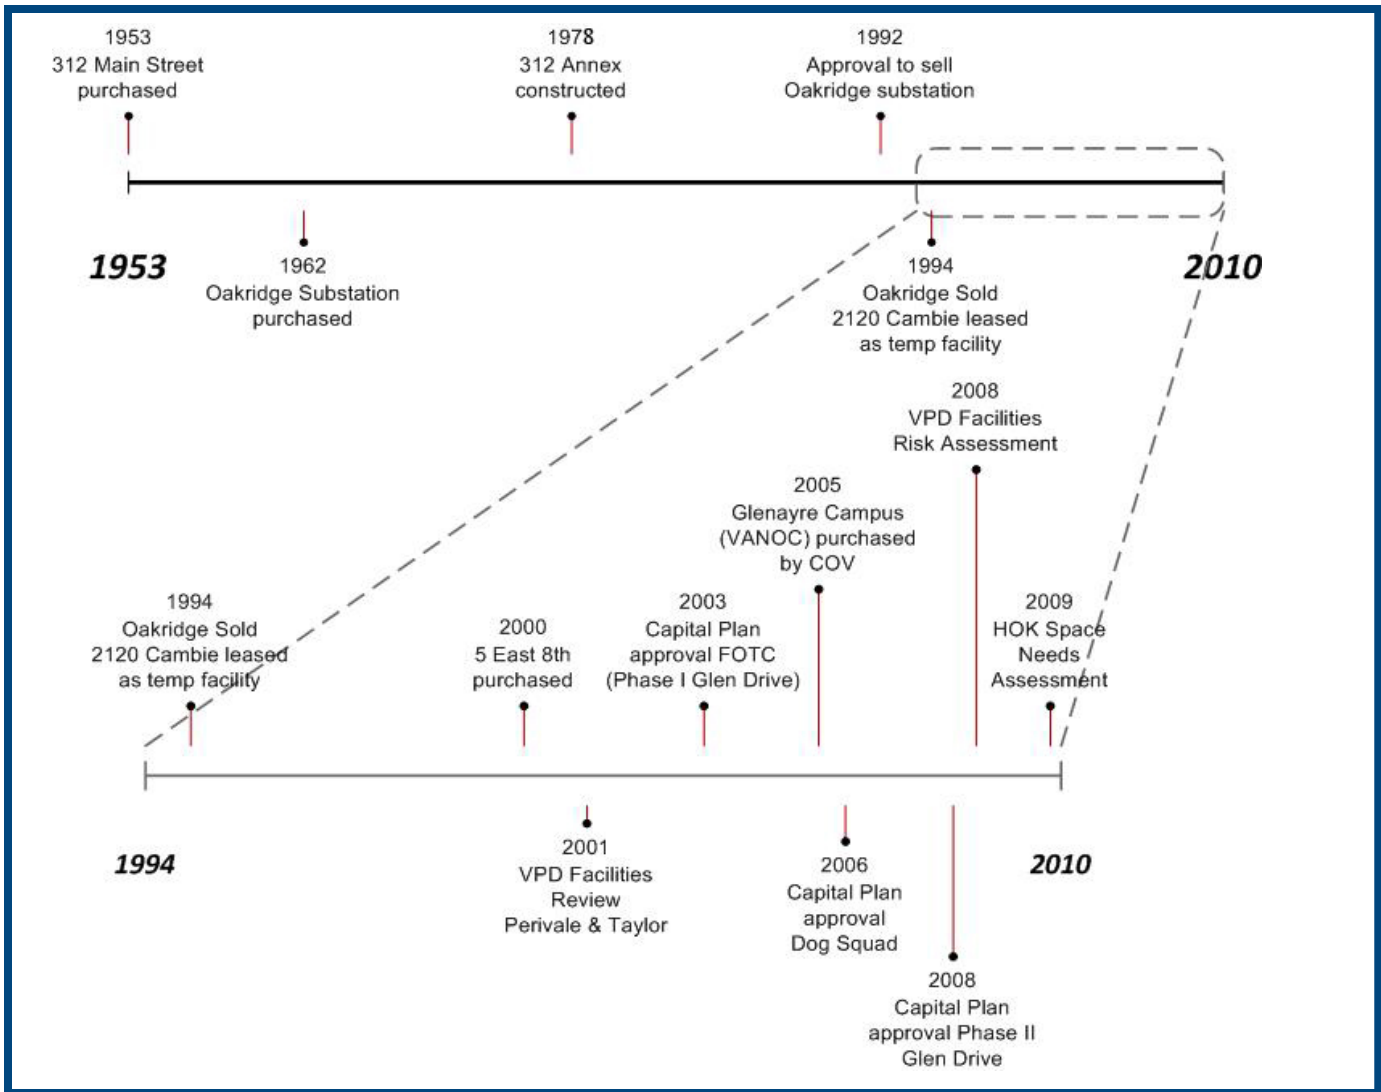 1953
312 Main Street
purchased
1978
312 Annex
constructed
1992
Approval to sell
Oakridge substation
1953
2010
1962
Oakridge Substation
purchased
1994
Oakridge Sold
2120 Cambie leased
as temp facility
2008
VPD Facilities
Risk Assessment
2005
Glenayre Campus
(VANOC) purchased
by COV
1994
Oakridge Sold
2120 Cambie leased
as temp facility
2000
5 East 8th
purchased
2003
Capital Plan
approval FOTC
(Phase I Glen Drive)
2009
HOK Space
Needs
Assessment
1994
2010
2001
VPD Facilities
Review
Perivale & Taylor
2006
Capital Plan
approval
Dog Squad
2008
Capital Plan
approval Phase II
Glen Drive